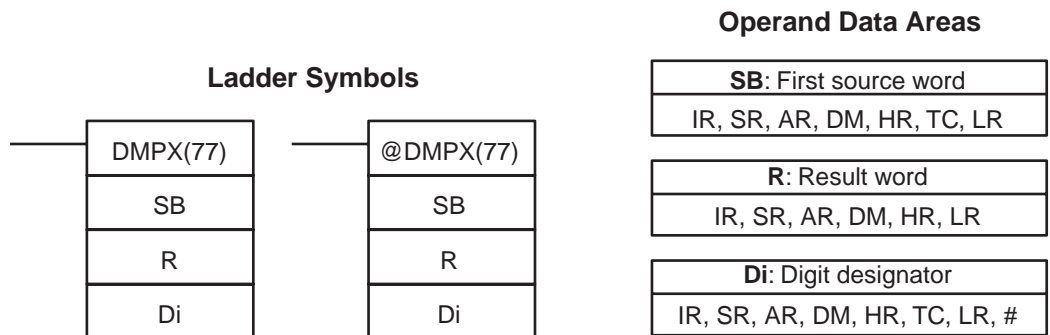 Ladder Symbols
DMPX(77)
SB
R
Di
@DMPX(77)
SB
R
Di
Operand Data Areas
SB: First source word
IR, SR, AR, DM, HR, TC, LR
R: Result word
IR, SR, AR, DM, HR, LR
Di: Digit designator
IR, SR, AR, DM, HR, TC, LR, #